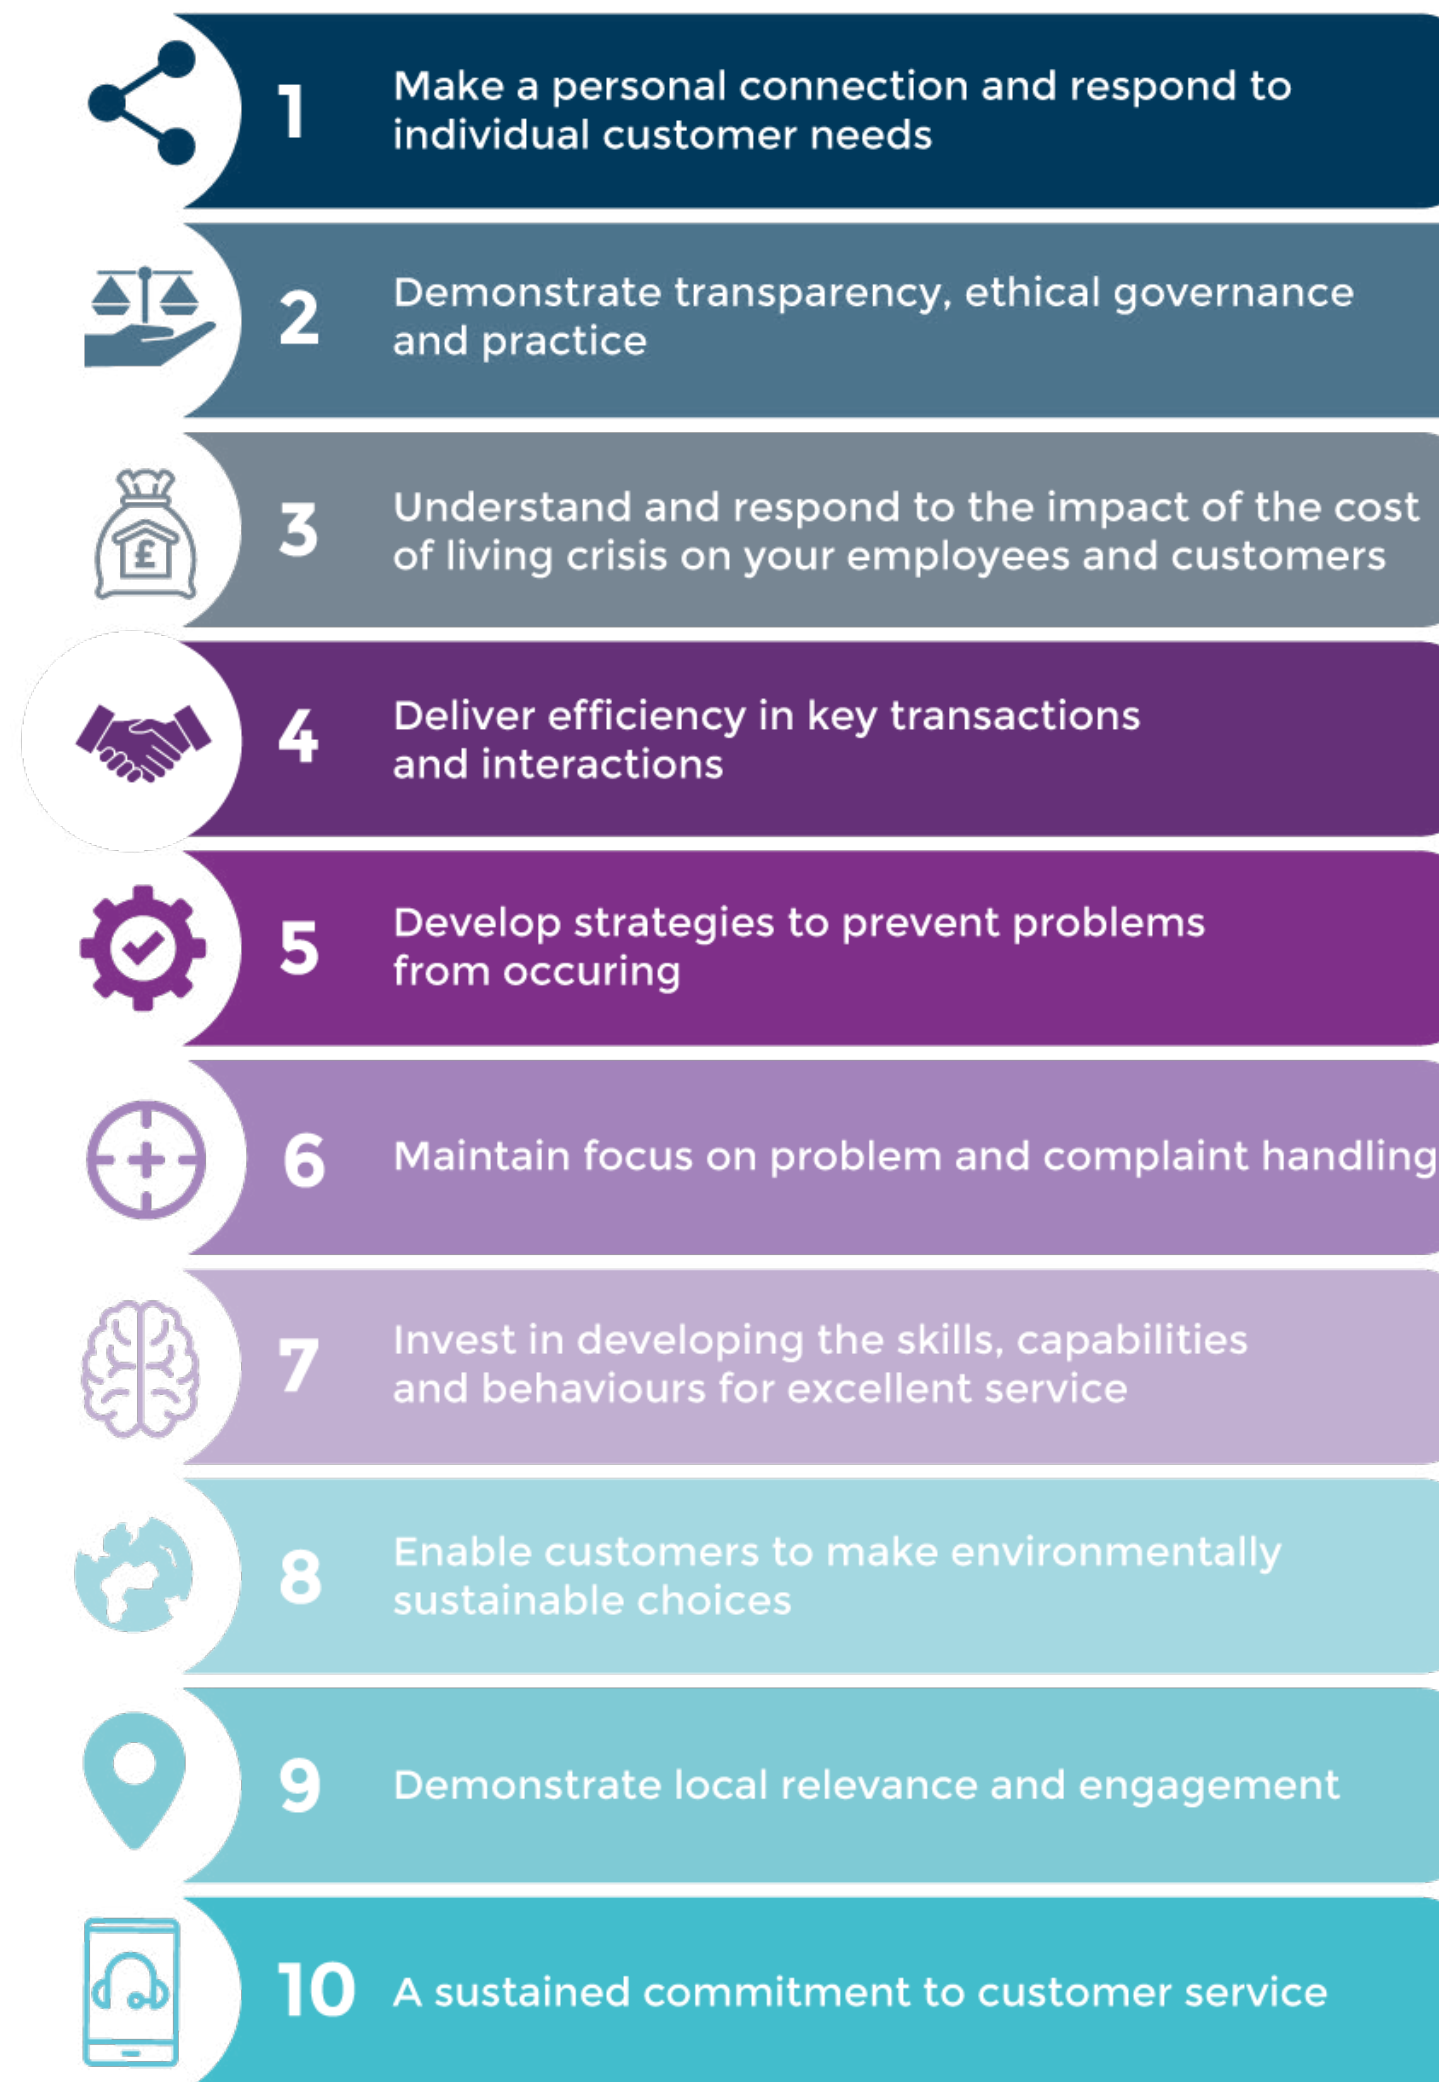 1
Make a personal connection and respond to
individual customer needs
2
Demonstrate transparency, ethical governance
and practice
3
Understand and respond to the impact of the cost
of living crisis on your employees and customers
£
4
Deliver efficiency in key transactions
and interactions
5
Develop strategies to prevent problems
from occuring
6
Maintain focus on problem and complaint handling
7
Invest in developing the skills, capabilities
and behaviours for excellent service
8
Enable customers to make environmentally
sustainable choices
9
Demonstrate local relevance and engagement
10
A sustained commitment to customer service